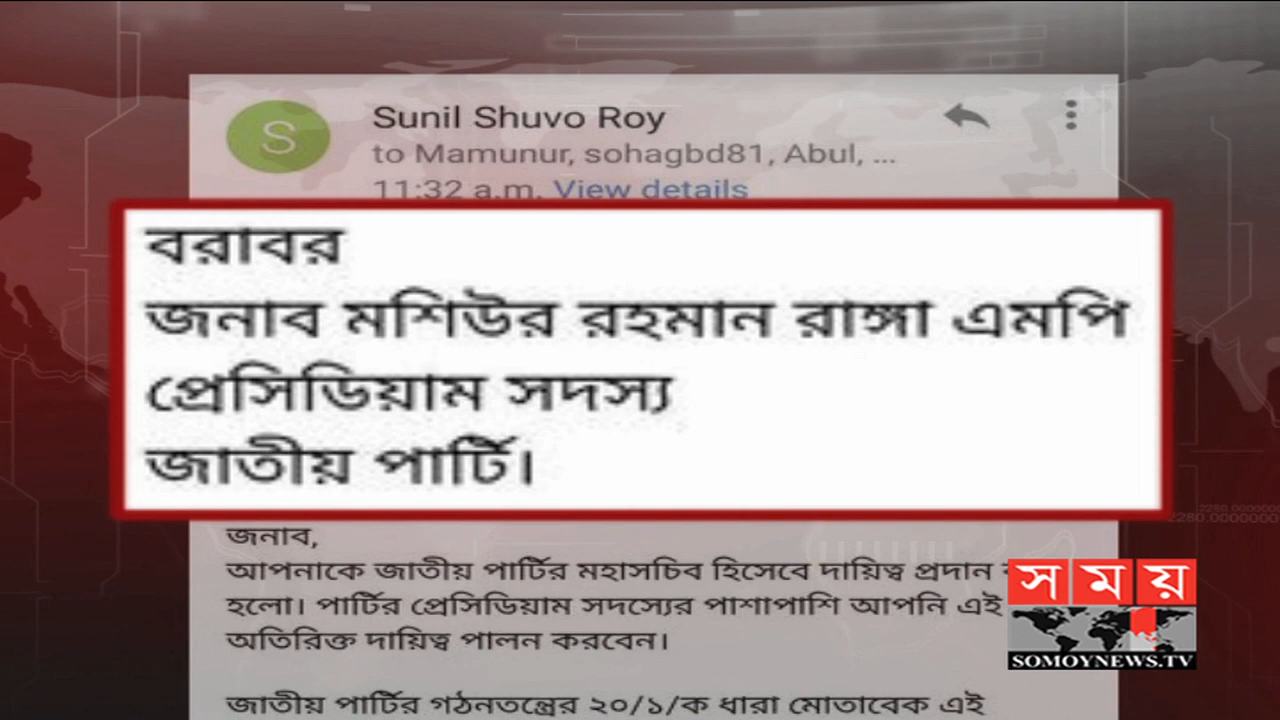 S
Sunil Shuvo Roy
to Mamunur, sohagbd81, Abul, ...
11:32 a.m. View details
বরাবর
জনাব মশিউর রহমান রাঙ্গা এমপি
প্রেসিডিয়াম সদস্য
জাতীয় পার্টি।
জনাব,
আপনাকে জাতীয় পার্টির মহাসচিব হিসেবে দায়িত্ব প্রদান
হলো। পার্টির প্রেসিডিয়াম সদস্যের পাশাপাশি আপনি এই
অতিরিক্ত দায়িত্ব পালন করবেন।
জাতীয় পার্টির গঠনতন্ত্রের ২০/১/ক ধারা মোতাবেক এই
সময়
SOMOYNEWS.TV